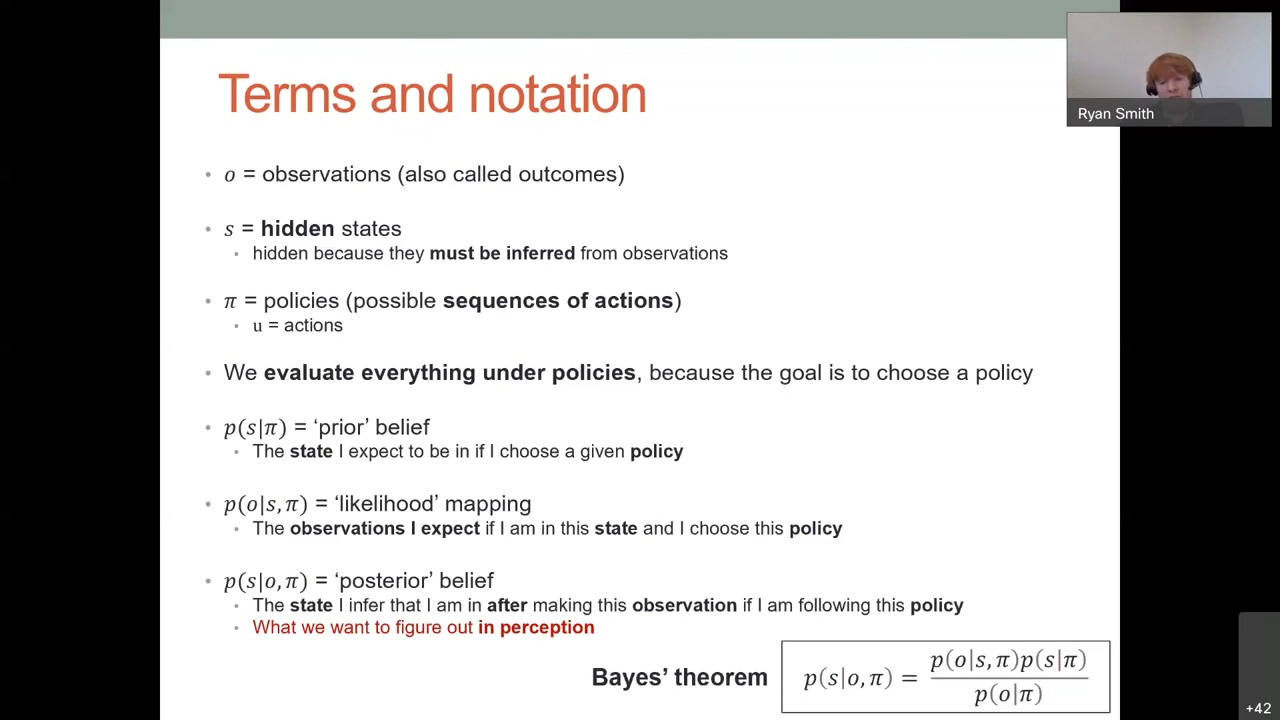 Terms and notation
Ryan Smith
• o = observations (also called outcomes)
• s = hidden states
• hidden because they must be inferred from observations
• π = policies (possible sequences of actions)
• u = actions
• We evaluate everything under policies, because the goal is to choose a policy
• p(s|π) = ‘prior’ belief
• The state I expect to be in if I choose a given policy
• p(o|s, π) = ‘likelihood’ mapping
• The observations I expect if I am in this state and I choose this policy
• p(s|o, π) = ‘posterior’ belief
• The state I infer that I am in after making this observation if I am following this policy
• What we want to figure out in perception
Bayes’ theorem p(s|o, π) = p(o|s, π)p(s|π) / p(o|π)
+42